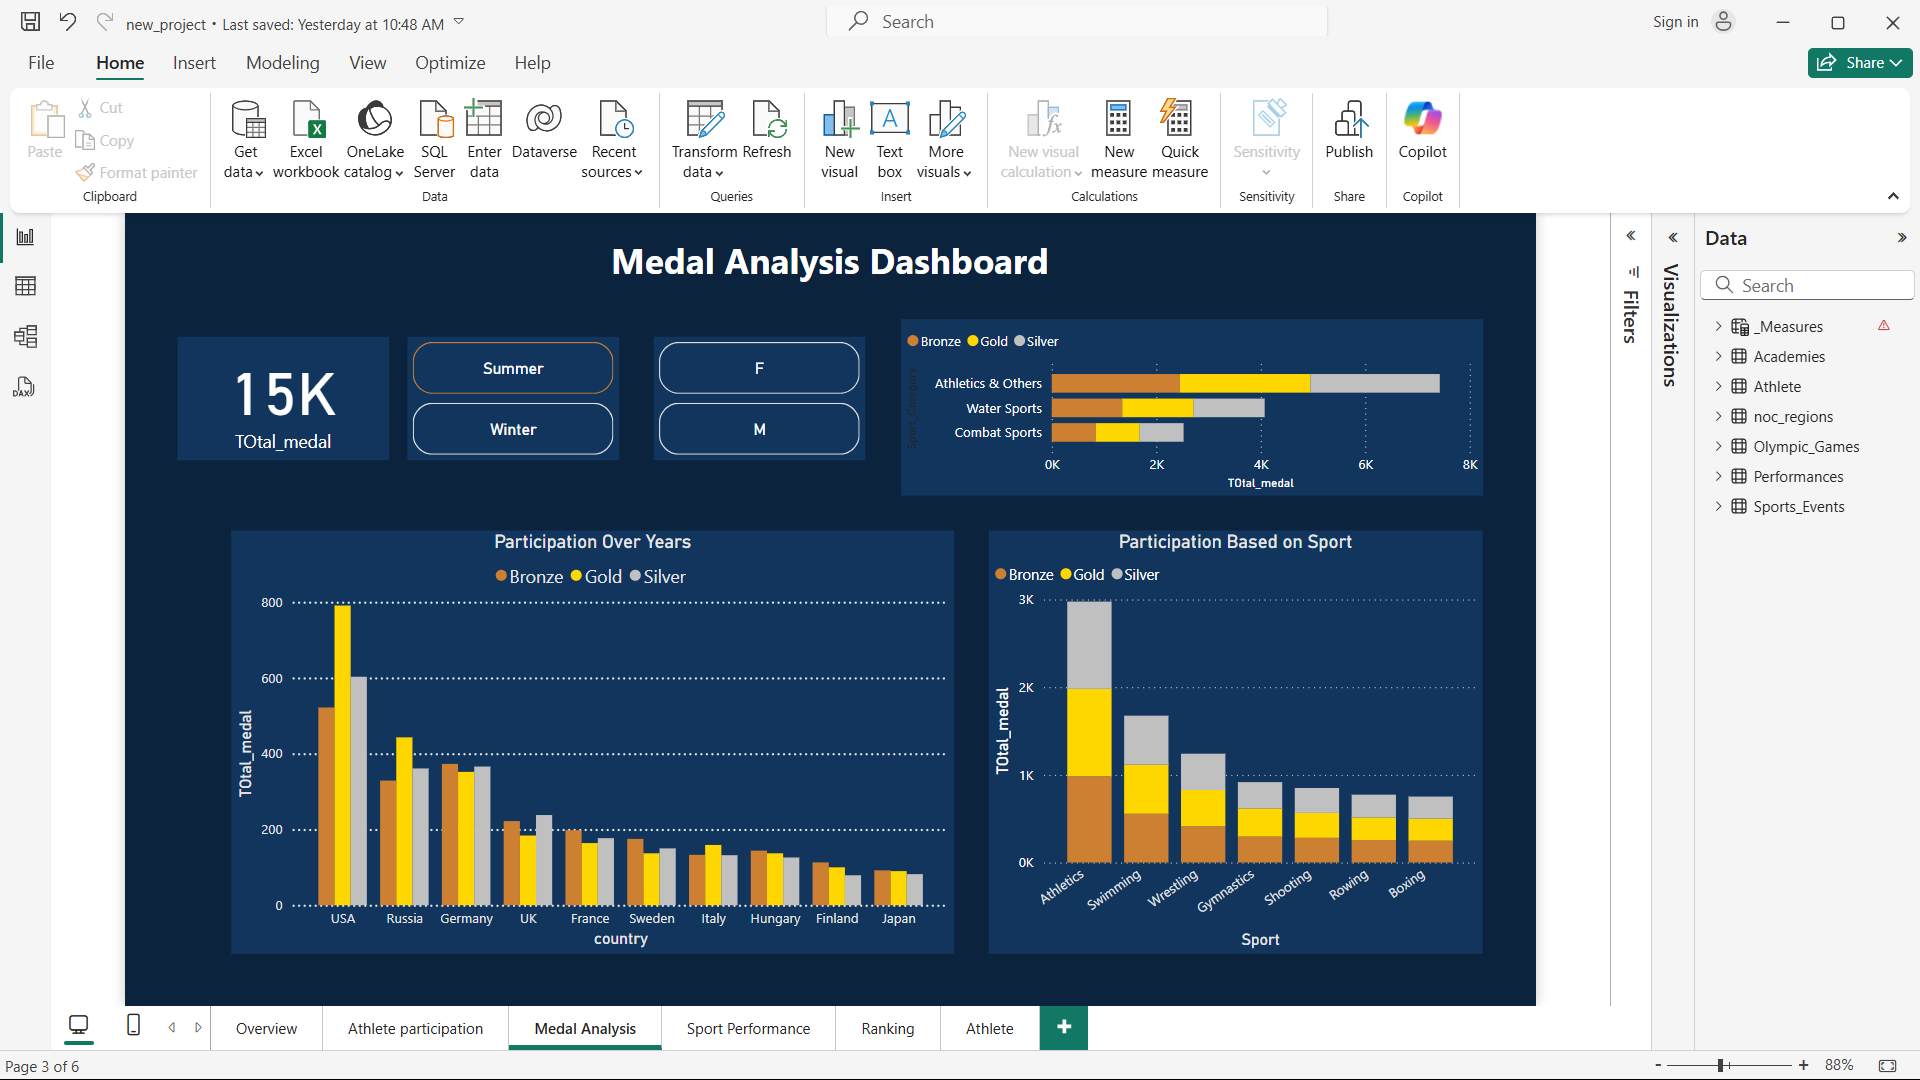 new_project • Last saved: Yesterday at 10:48 AM
Search
Sign in
File Home Insert Modeling View Optimize Help
Share
Paste
Cut
Copy
Format painter
Clipboard
Get data
Excel workbook
OneLake catalog
SQL Server
Enter data
Dataverse
Recent sources
Data
Transform data
Refresh
Queries
New visual
Text box
More visuals
Insert
New visual calculation
New measure
Quick measure
Calculations
Sensitivity
Sensitivity
Publish
Share
Copilot
Copilot
Medal Analysis Dashboard
15K
TOtal_medal
Summer
Winter
F
M
Bronze Gold Silver
Sport_Category
Athletics & Others
Water Sports
Combat Sports
0K 2K 4K 6K 8K
TOtal_medal
Participation Over Years
Bronze Gold Silver
TOtal_medal
800
600
400
200
0
USA Russia Germany UK France Sweden Italy Hungary Finland Japan
country
Participation Based on Sport
Bronze Gold Silver
TOtal_medal
3K
2K
1K
0K
Athletics Swimming Wrestling Gymnastics Shooting Rowing Boxing
Sport
Filters
Visualizations
Data
Search
_Measures
Academies
Athlete
noc_regions
Olympic_Games
Performances
Sports_Events
DAX
Overview Athlete participation Medal Analysis Sport Performance Ranking Athlete +
Page 3 of 6
- + 88%